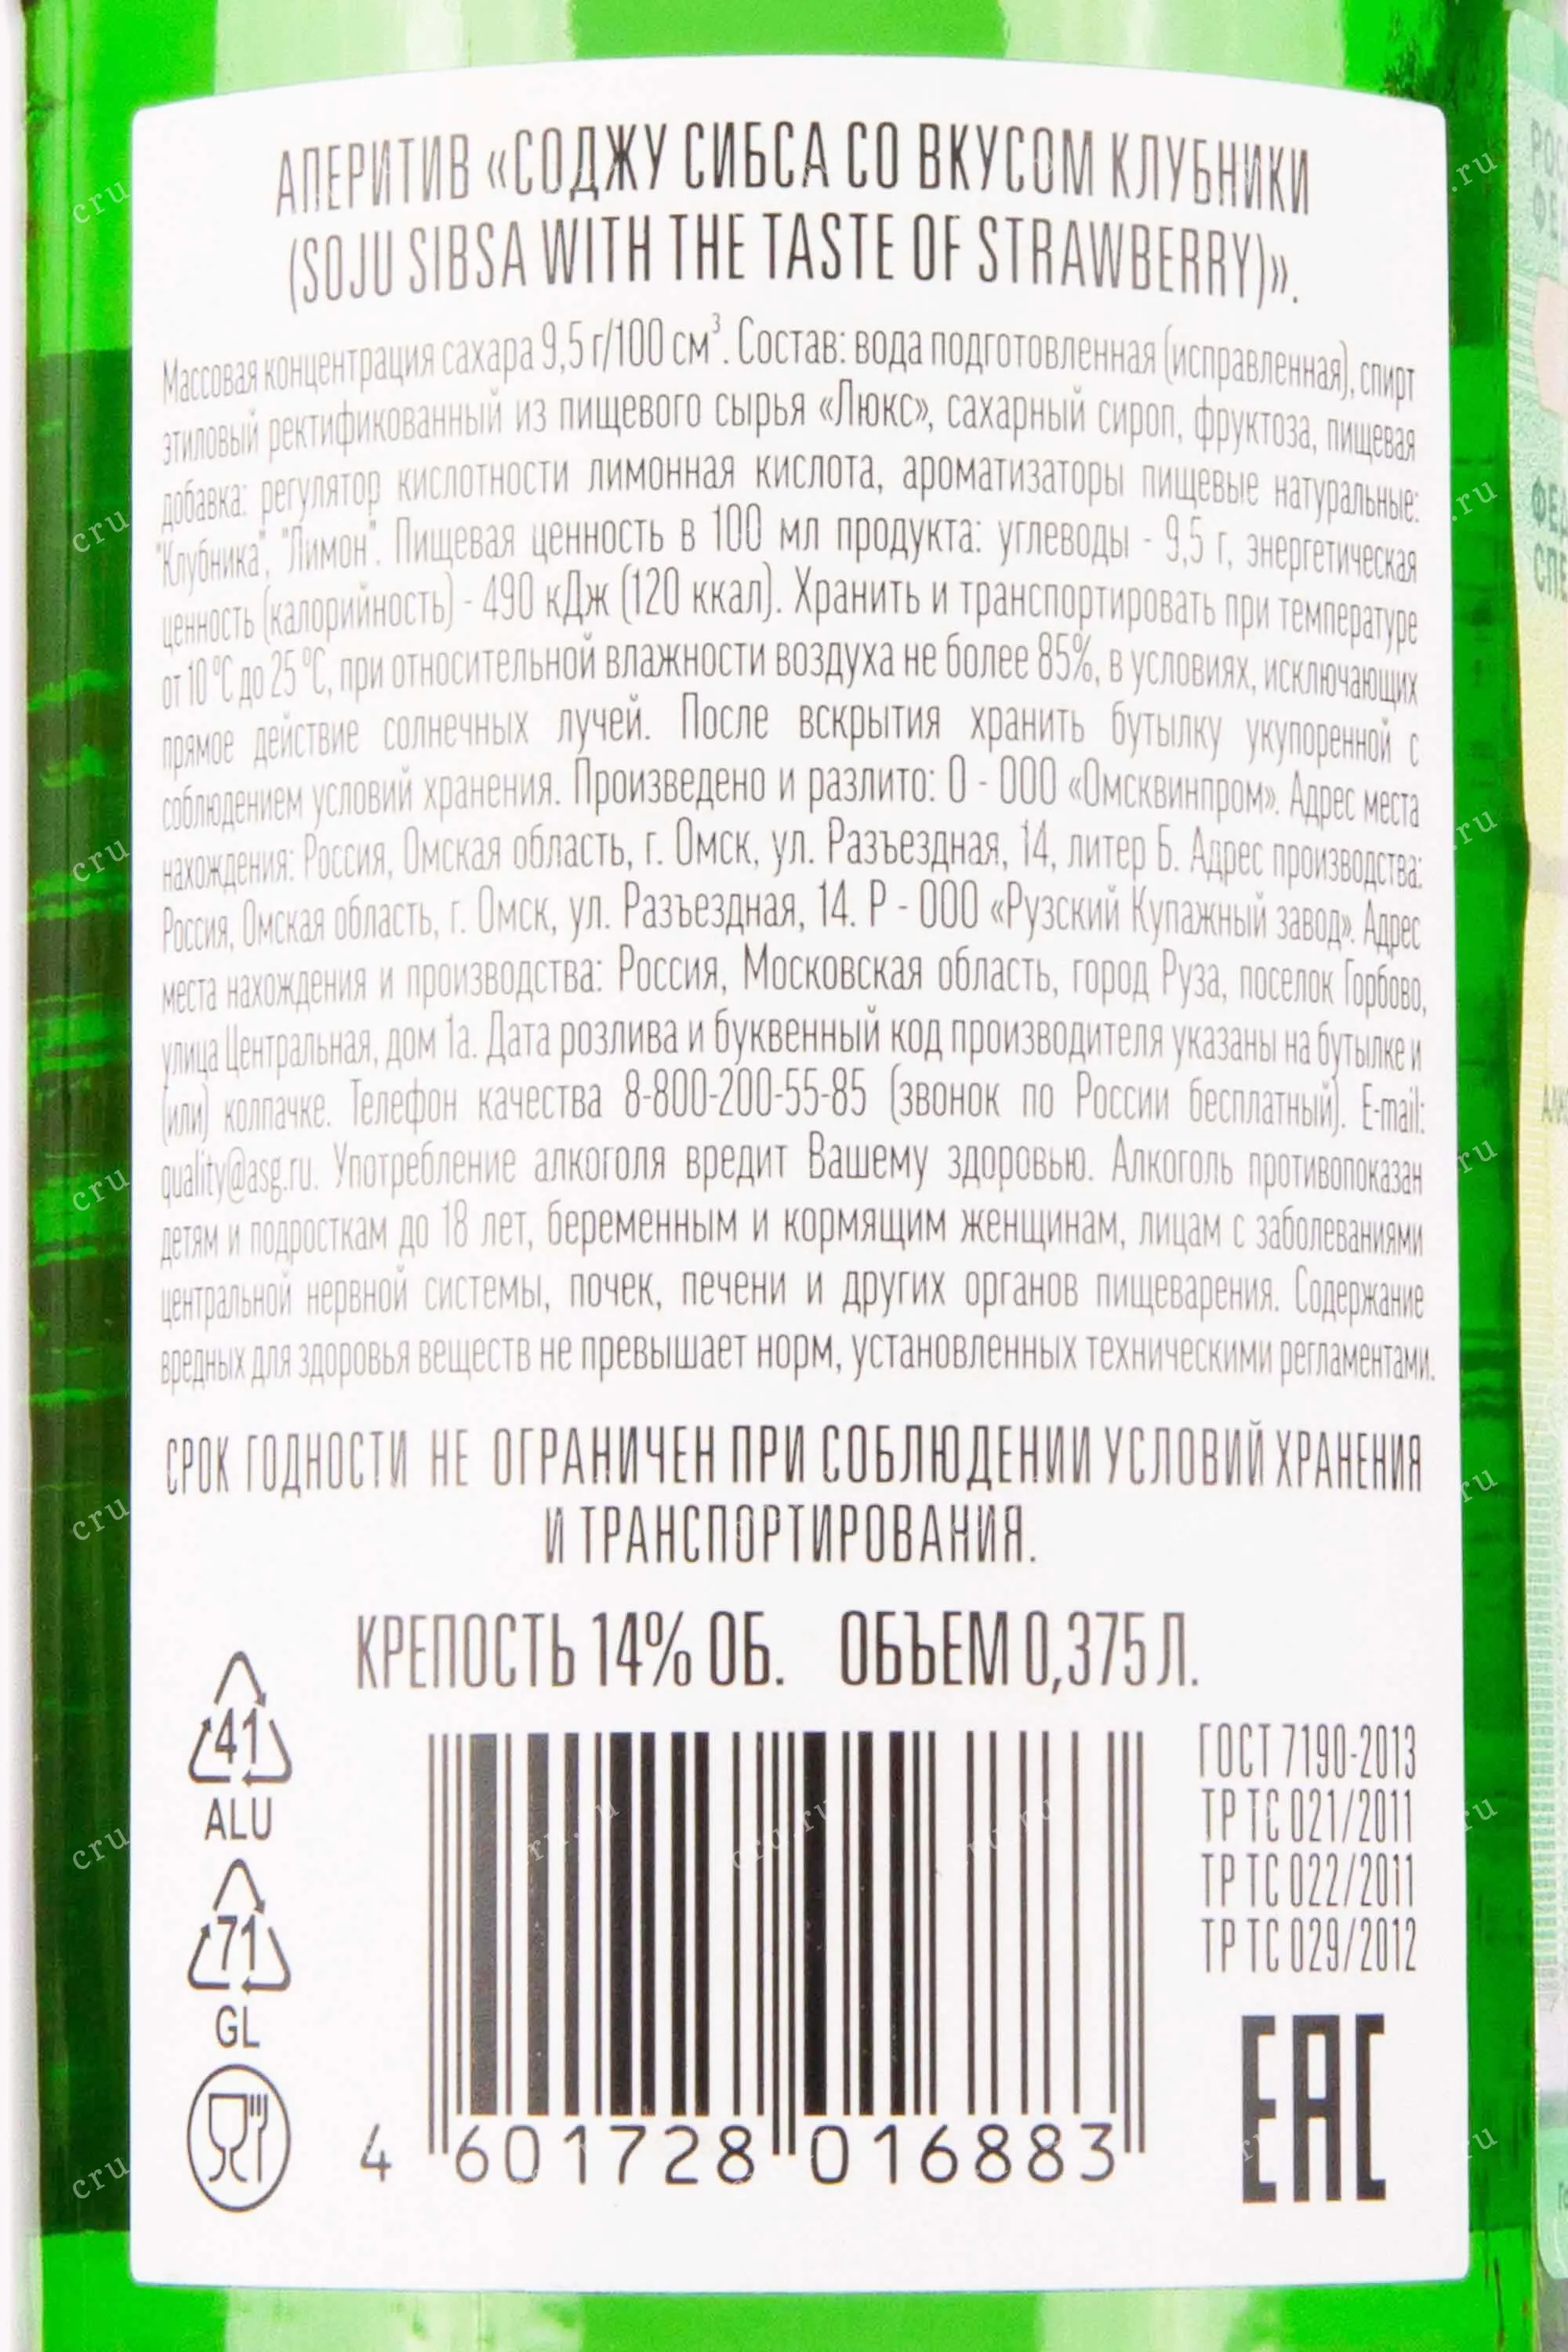 АПЕРИТИВ «СОДЖУ СИБСА СО ВКУСОМ КЛУБНИКИ
(SOJU SIBSA WITH THE TASTE OF STRAWBERRY)».
Массовая концентрация сахара 9,5 г/100 см³. Состав: вода подготовленная (исправленная), спирт
этиловый ректификованный из пищевого сырья «Люкс», сахарный сироп, фруктоза, пищевая
добавка: регулятор кислотности лимонная кислота, ароматизаторы пищевые натуральные:
"Клубника", "Лимон". Пищевая ценность в 100 мл продукта: углеводы - 9,5 г, энергетическая
ценность (калорийность) - 490 кДж (120 ккал). Хранить и транспортировать при температуре
от 10 °С до 25 °С, при относительной влажности воздуха не более 85%, в условиях, исключающих
прямое действие солнечных лучей. После вскрытия хранить бутылку укупоренной с
соблюдением условий хранения. Произведено и разлито: О - ООО «Омсквинпром». Адрес места
нахождения: Россия, Омская область, г. Омск, ул. Разъездная, 14, литер Б. Адрес производства:
Россия, Омская область, г. Омск, ул. Разъездная, 14. Р - ООО «Рузский Купажный завод». Адрес
места нахождения и производства: Россия, Московская область, город Руза, поселок Горбово,
улица Центральная, дом 1а. Дата розлива и буквенный код производителя указаны на бутылке и
(или) колпачке. Телефон качества 8-800-200-55-85 (звонок по России бесплатный). E-mail:
quality@asg.ru. Употребление алкоголя вредит Вашему здоровью. Алкоголь противопоказан
детям и подросткам до 18 лет, беременным и кормящим женщинам, лицам с заболеваниями
центральной нервной системы, почек, печени и других органов пищеварения. Содержание
вредных для здоровья веществ не превышает норм, установленных техническими регламентами.
СРОК ГОДНОСТИ НЕ ОГРАНИЧЕН ПРИ СОБЛЮДЕНИИ УСЛОВИЙ ХРАНЕНИЯ
И ТРАНСПОРТИРОВАНИЯ.
КРЕПОСТЬ 14% ОБ. ОБЪЕМ 0,375 Л.
41
ALU
71
GL
ГОСТ 7190-2013
ТР ТС 021/2011
ТР ТС 022/2011
ТР ТС 029/2012
EAC
4 601728 016883